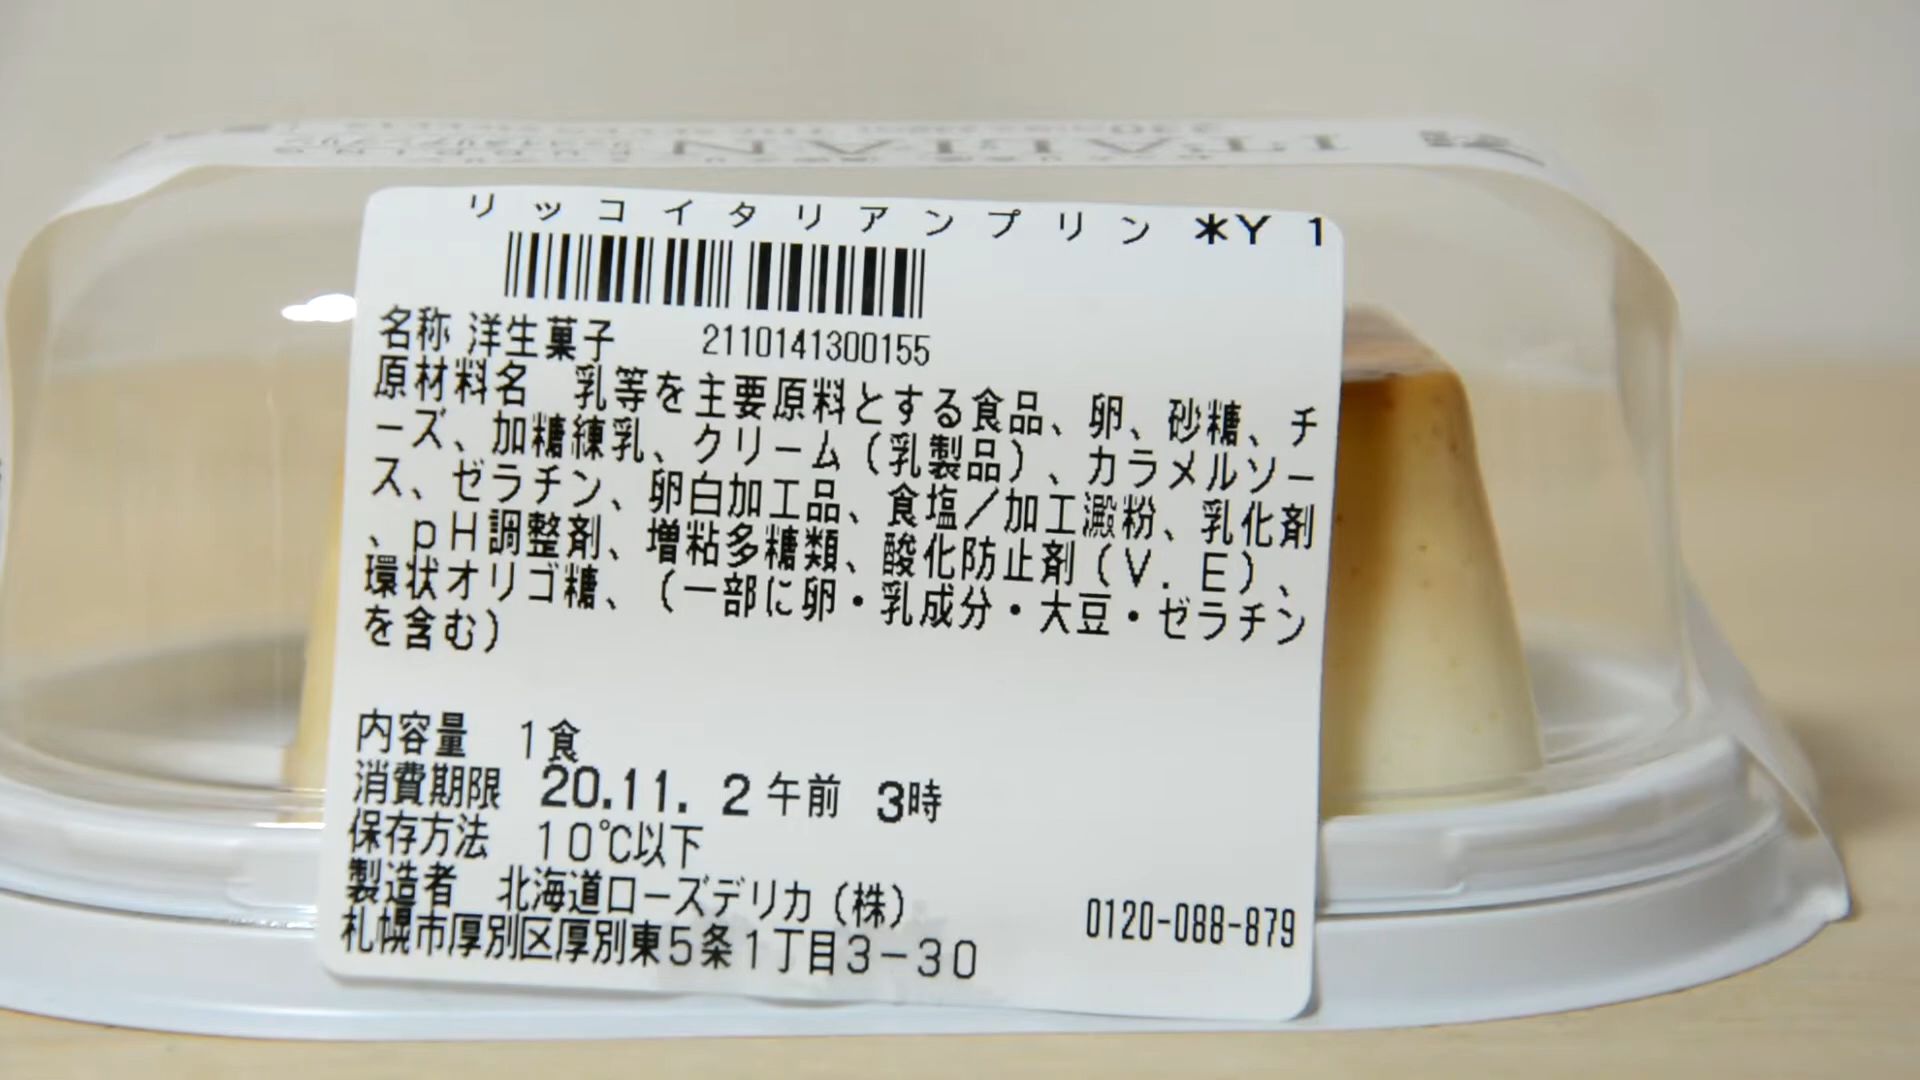 ITALIAN
リッコイタリアンプリン *Y 1
名称 洋生菓子 2110141300155
原材料名 乳等を主要原料とする食品、卵、砂糖、チ
ーズ、加糖練乳、クリーム(乳製品)、カラメルソー
ス、ゼラチン、卵白加工品、食塩/加工澱粉、乳化剤
、pH調整剤、増粘多糖類、酸化防止剤(V.E)、
環状オリゴ糖、(一部に卵・乳成分・大豆・ゼラチン
を含む)
内容量 1食
消費期限 20.11. 2午前 3時
保存方法 10℃以下
製造者 北海道ローズデリカ(株)
札幌市厚別区厚別東5条1丁目3-30 0120-088-879